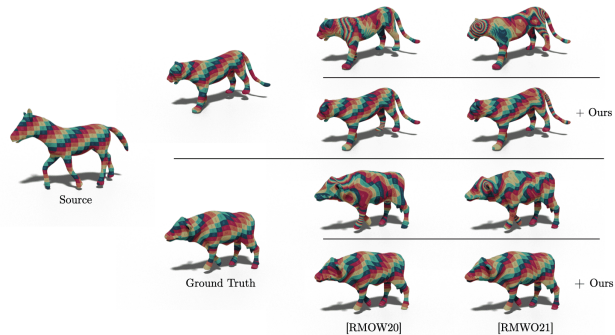 + Ours
Source
Ground Truth
+ Ours
[RMOW20]
[RMWO21]